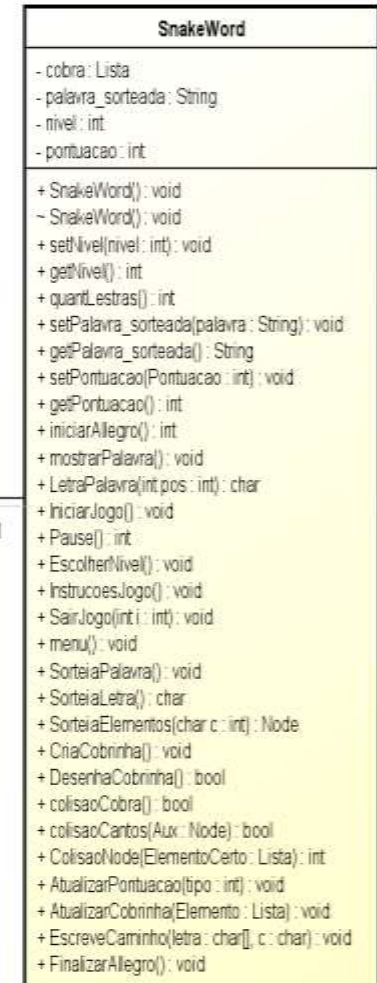 SnakeWord
- cobra : Lista
- palavra_sorteada : String
- nivel : int
- pontuacao : int
+ SnakeWord() : void
~ SnakeWord() : void
+ setNivel(nivel : int) : void
+ getNivel() : int
+ quantLestras() : int
+ setPalavra_sorteada(palavra : String) : void
+ getPalavra_sorteada() : String
+ setPontuacao(Pontuacao : int) : void
+ getPontuacao() : int
+ iniciarAllegro() : int
+ mostrarPalavra() : void
+ LetraPalavra(int pos : int) : char
+ IniciarJogo() : void
+ Pause() : int
+ EscolherNivel() : void
+ InstrucoesJogo() : void
+ SairJogo(int i : int) : void
+ menu() : void
+ SorteiaPalavra() : void
+ SorteiaLetra() : char
+ SorteiaElementos(char c : int) : Node
+ CriaCobrinha() : void
+ DesenhaCobrinha() : bool
+ colisaoCobra() : bool
+ colisaoCantos(Aux : Node) : bool
+ ColisaoNode(ElementoCerto : Lista) : int
+ AtualizarPontuacao(tipo : int) : void
+ AtualizarCobrinha(Elemento : Lista) : void
+ EscreveCaminho(letra : char[], c : char) : void
+ FinalizarAllegro() : void